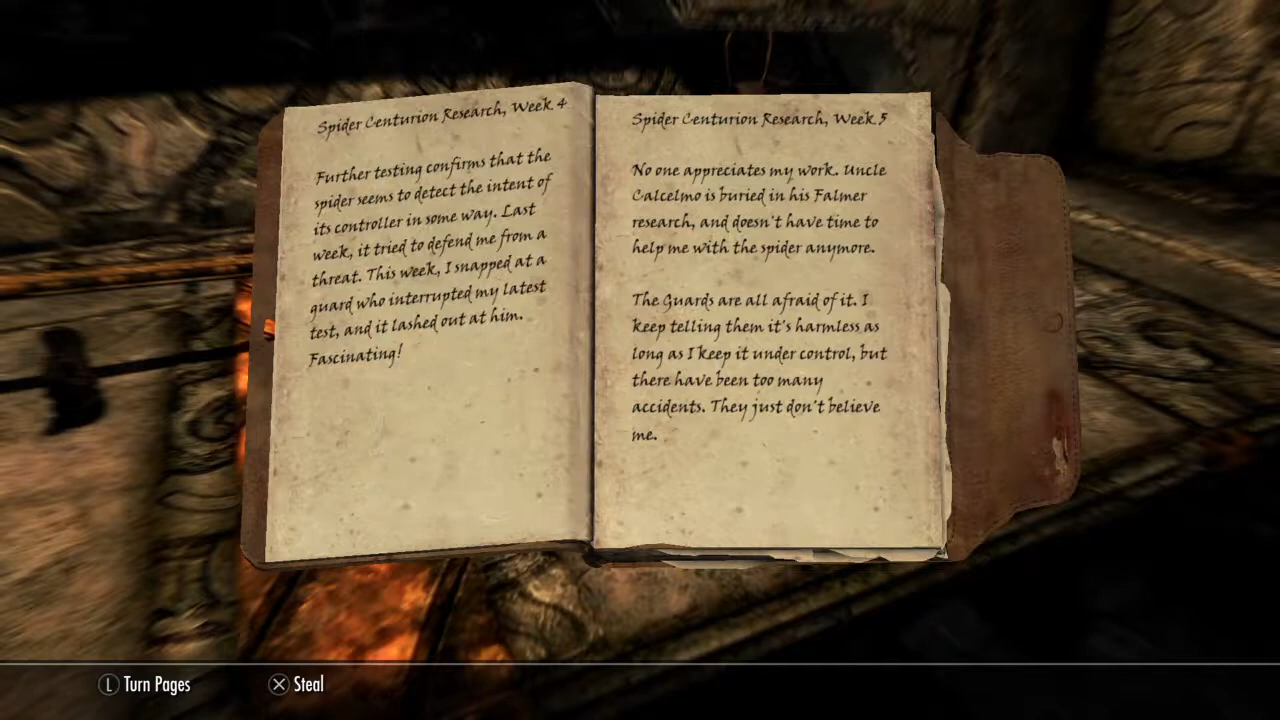 Spider Centurion Research, Week 4
Further testing confirms that the
spider seems to detect the intent of
its controller in some way. Last
week, it tried to defend me from a
threat. This week, I snapped at a
guard who interrupted my latest
test, and it lashed out at him.
Fascinating!
Spider Centurion Research, Week 5
No one appreciates my work. Uncle
Calcelmo is buried in his Falmer
research, and doesn't have time to
help me with the spider anymore.
The Guards are all afraid of it. I
keep telling them it's harmless as
long as I keep it under control, but
there have been too many
accidents. They just don't believe
me.
L Turn Pages
X Steal